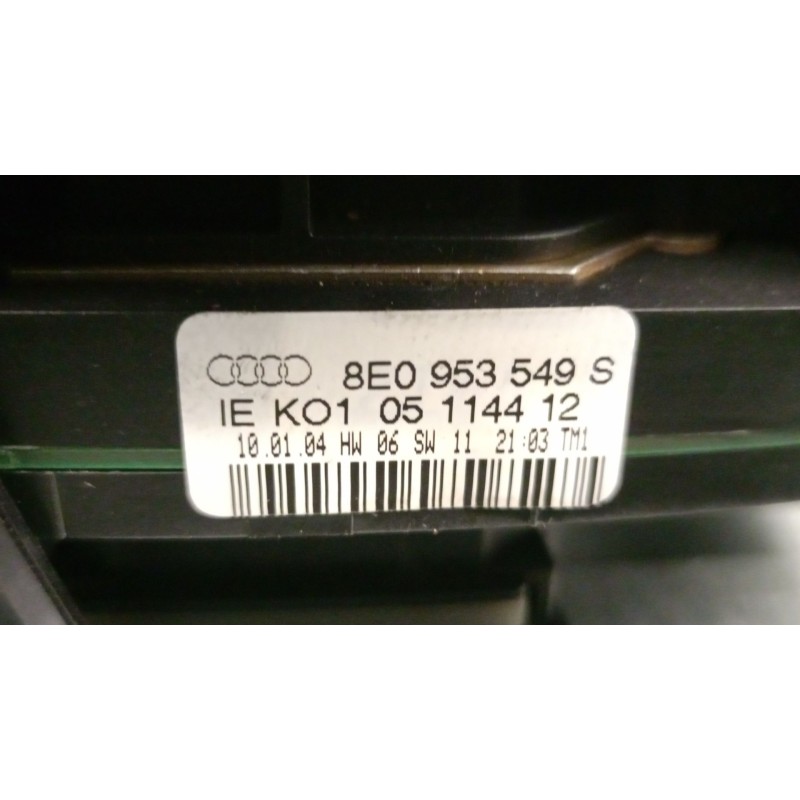 8E0 953 549 S
IE KO1 05 1144 12
10.01.04 HW 06 SW 11 21:03 TM1